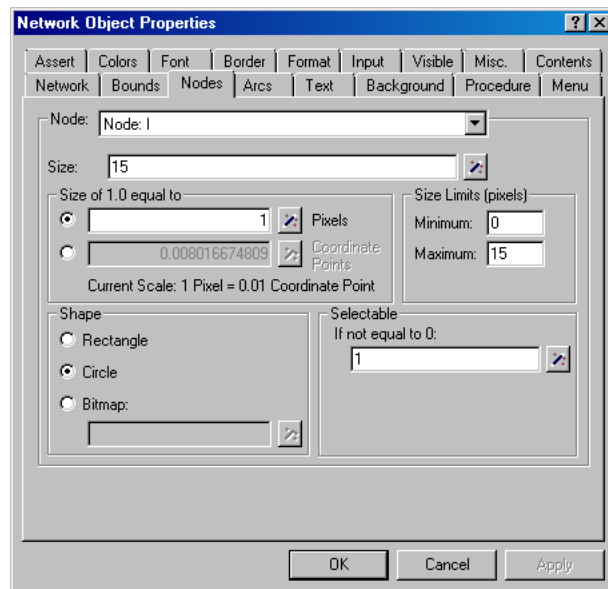 Network Object Properties
Assert Colors Font Border Format Input Visible Misc. Contents
Network Bounds Nodes Arcs Text Background Procedure Menu
Node: Node: I
Size: 15
Size of 1.0 equal to
1 Pixels
0.008016674809 Coordinate Points
Current Scale: 1 Pixel = 0.01 Coordinate Point
Size Limits (pixels)
Minimum: 0
Maximum: 15
Shape
Rectangle
Circle
Bitmap:
Selectable
If not equal to 0:
1
OK Cancel Apply